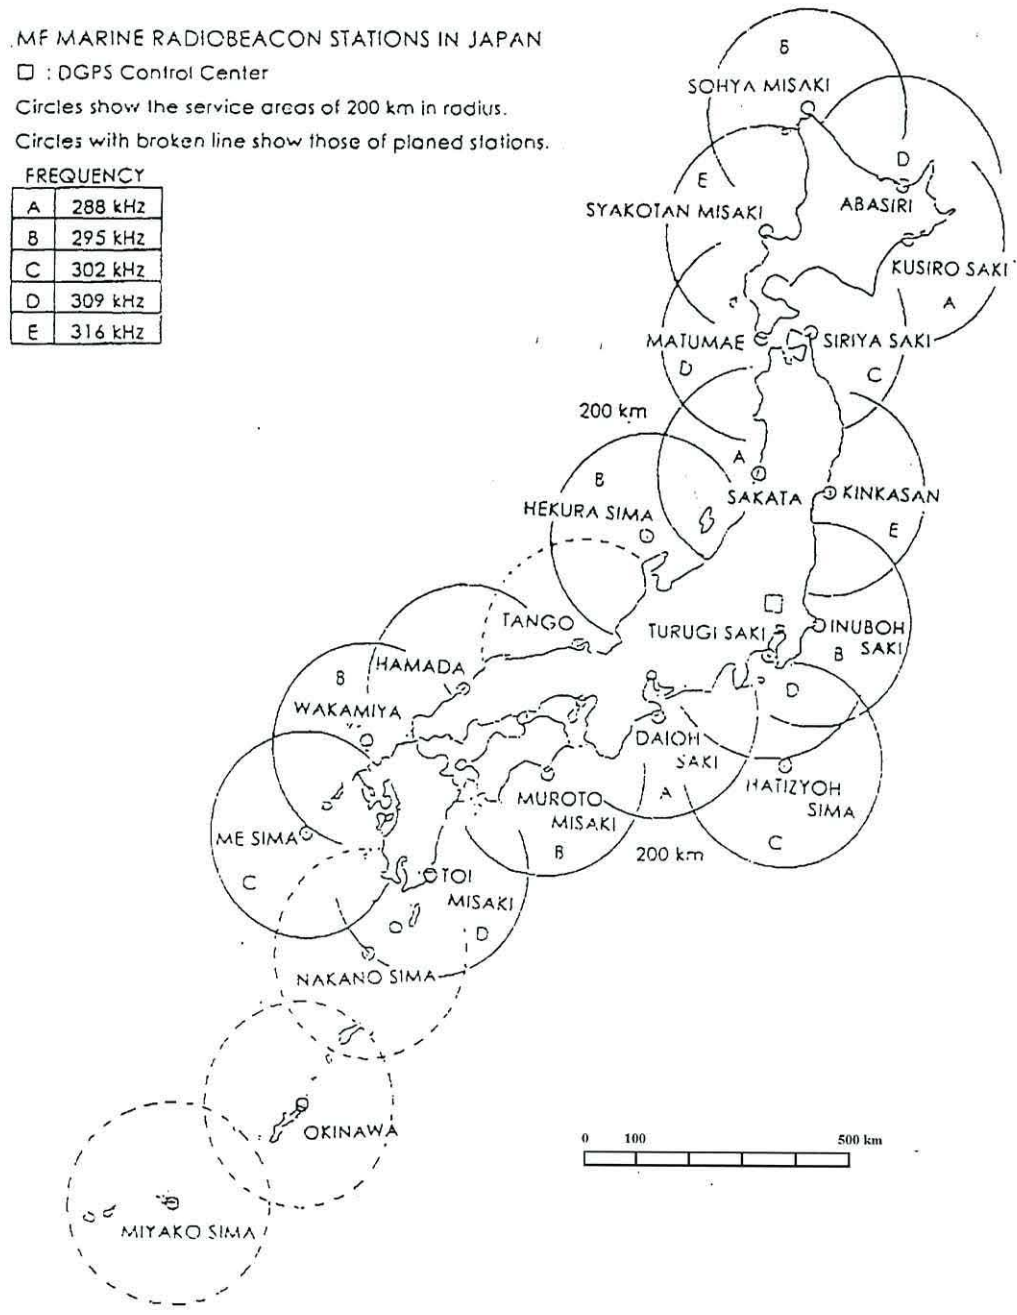 MF MARINE RADIOBEACON STATIONS IN JAPAN
: DGPS Control Center
Circles show the service areas of 200 km in radius.
Circles with broken line show those of planed stations.
FREQUENCY
A 288 kHz
B 295 kHz
C 302 kHz
D 309 kHz
E 316 kHz
B
SOHYA MISAKI
D
E
ABASIRI
SYAKOTAN MISAKI
KUSIRO SAKI
A
MATUMAE
SIRIYA SAKI
D
C
200 km
A
B
SAKATA
KINKASAN
HEKURA SIMA
E
TANGO
TURUGI SAKI
INUBOH
SAKI
B
HAMADA
B
D
WAKAMIYA
DAIOH
SAKI
HATIZYOH
SIMA
MUROTO
MISAKI
A
ME SIMA
B
200 km
C
C
TOI
MISAKI
D
NAKANO SIMA
OKINAWA
0 100 500 km
MIYAKO SIMA